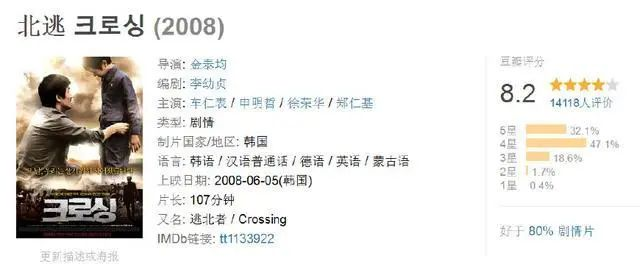 北逃 크로싱 (2008)
크로싱
更新描述或海报
导演: 金泰均
编剧: 李幼贞
主演: 车仁表 / 申明哲 / 徐荣华 / 郑仁基
类型: 剧情
制片国家/地区: 韩国
语言: 韩语 / 汉语普通话 / 德语 / 英语 / 蒙古语
上映日期: 2008-06-05(韩国)
片长: 107分钟
又名: 逃北者 / Crossing
IMDb链接: tt1133922
豆瓣评分
8.2
14118人评价
5星 32.1%
4星 47.1%
3星 18.6%
2星 1.7%
1星 0.4%
好于 80% 剧情片